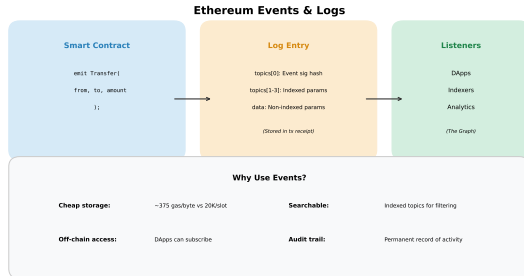 Ethereum Events & Logs
Smart Contract
emit Transfer(
from, to, amount
);
Log Entry
topics[0]: Event sig hash
topics[1-3]: Indexed params
data: Non-indexed params
(Stored in tx receipt)
Listeners
DApps
Indexers
Analytics
(The Graph)
Why Use Events?
Cheap storage: ~375 gas/byte vs 20K/slot Searchable: Indexed topics for filtering
Off-chain access: DApps can subscribe Audit trail: Permanent record of activity